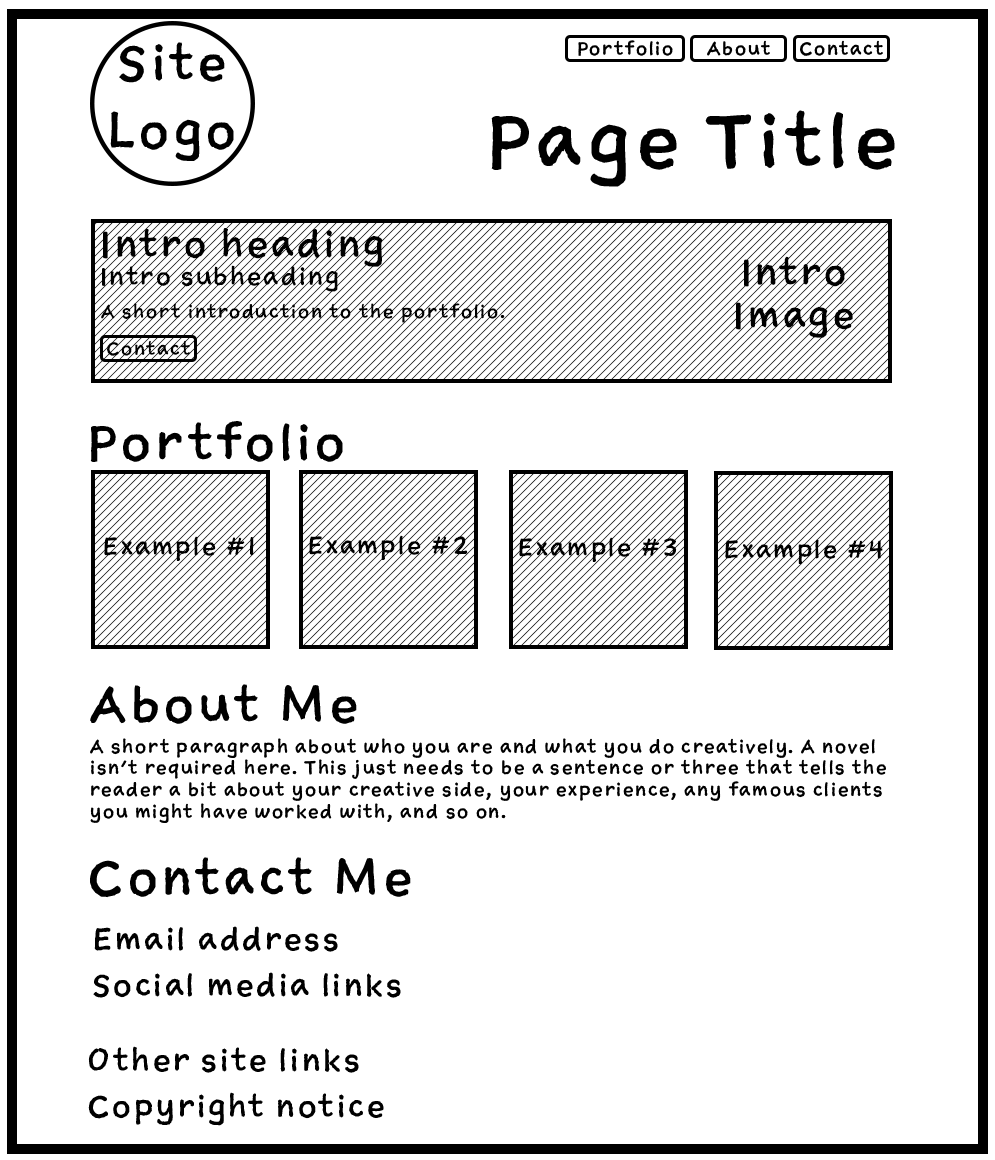 Site
Logo
Portfolio About Contact
Page Title
Intro heading
Intro subheading
A short introduction to the portfolio.
Contact
Intro
Image
Portfolio
Example #1 Example #2 Example #3 Example #4
About Me
A short paragraph about who you are and what you do creatively. A novel
isn't required here. This just needs to be a sentence or three that tells the
reader a bit about your creative side, your experience, any famous clients
you might have worked with, and so on.
Contact Me
Email address
Social media links
Other site links
Copyright notice